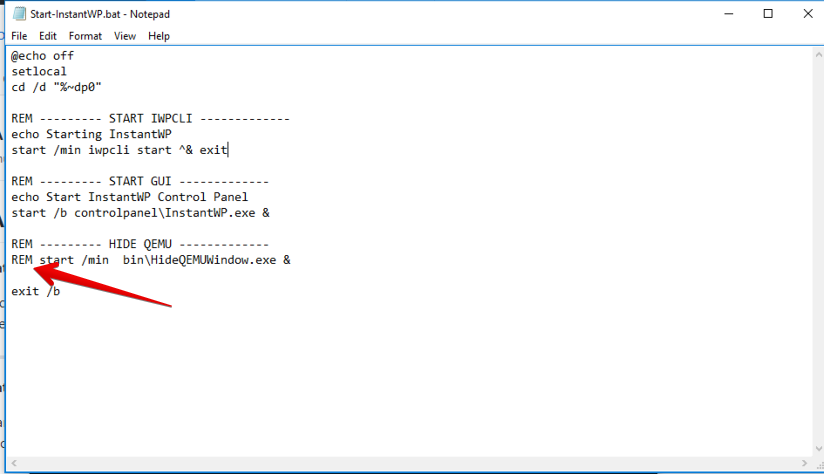 Start-InstantWP.bat - Notepad
File Edit Format View Help
@echo off
setlocal
cd /d "%~dp0"
REM --------- START IWPCLI -------------
echo Starting InstantWP
start /min iwpcli start ^& exit
REM --------- START GUI -------------
echo Start InstantWP Control Panel
start /b controlpanel\InstantWP.exe &
REM --------- HIDE QEMU -------------
REM start /min  bin\HideQEMUWindow.exe &
exit /b